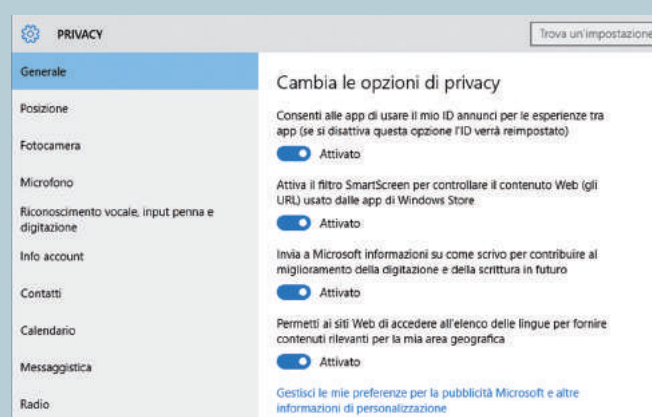 PRIVACY
Trova un'impostazione
Generale
Posizione
Fotocamera
Microfono
Riconoscimento vocale, input penna e
digitazione
Info account
Contatti
Calendario
Messaggistica
Radio
Cambia le opzioni di privacy
Consenti alle app di usare il mio ID annunci per le esperienze tra
app (se si disattiva questa opzione l'ID verrà reimpostato)
Attivato
Attiva il filtro SmartScreen per controllare il contenuto Web (gli
URL) usato dalle app di Windows Store
Attivato
Invia a Microsoft informazioni su come scrivo per contribuire al
miglioramento della digitazione e della scrittura in futuro
Attivato
Permetti ai siti Web di accedere all'elenco delle lingue per fornire
contenuti rilevanti per la mia area geografica
Attivato
Gestisci le mie preferenze per la pubblicità Microsoft e altre
informazioni di personalizzazione